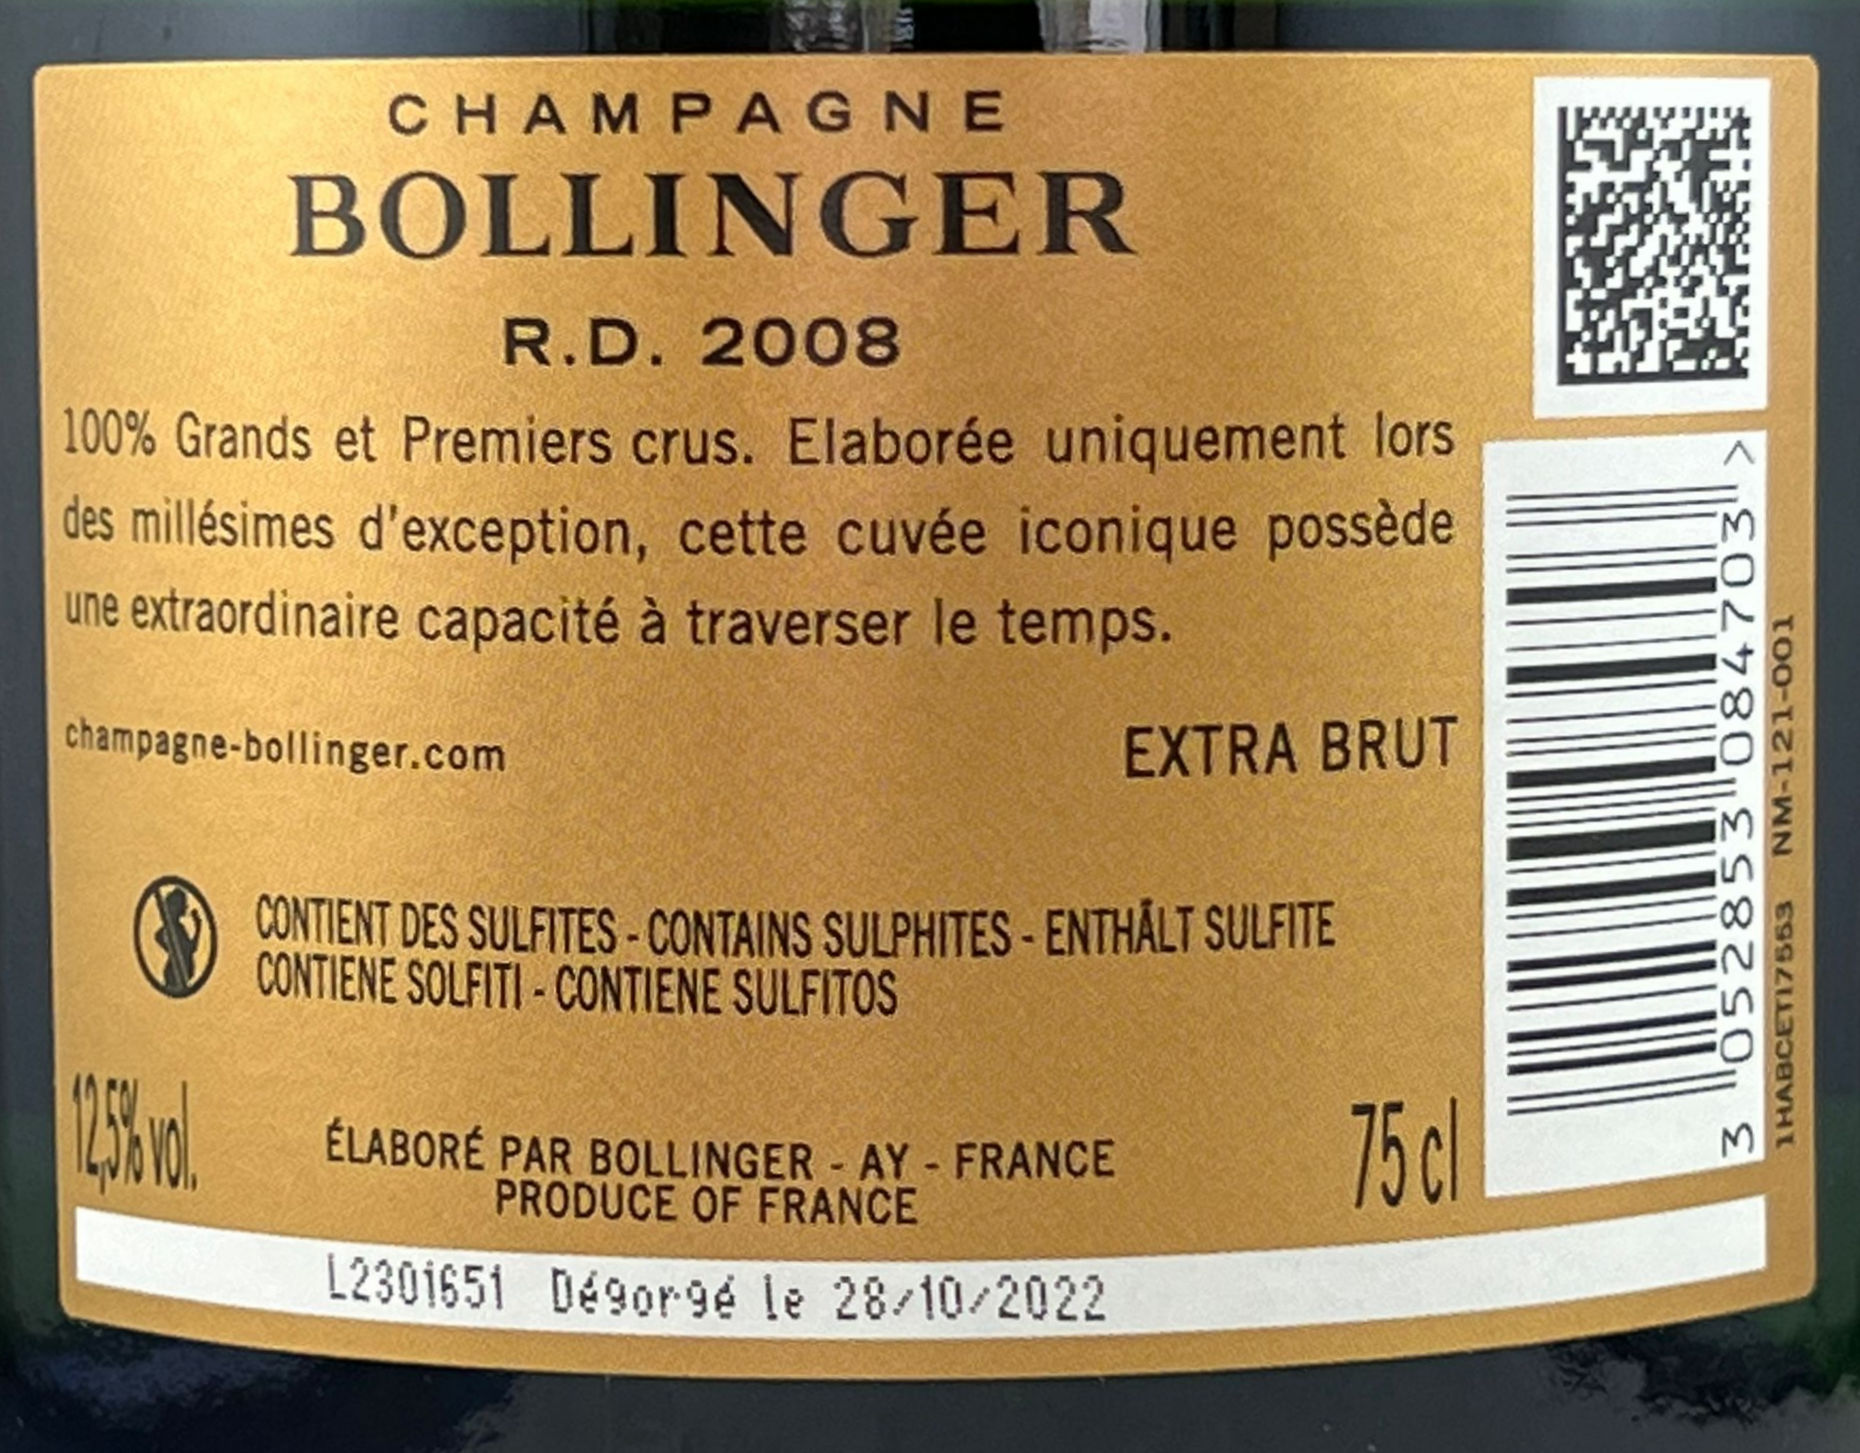 CHAMPAGNE
BOLLINGER
R.D. 2008
100% Grands et Premiers crus. Elaborée uniquement lors
des millésimes d'exception, cette cuvée iconique possède
une extraordinaire capacité à traverser le temps.
champagne-bollinger.com
EXTRA BRUT
CONTIENT DES SULFITES - CONTAINS SULPHITES - ENTHÄLT SULFITE
CONTIENE SOLFITI - CONTIENE SULFITOS
12,5% vol.
ÉLABORÉ PAR BOLLINGER - AY - FRANCE
PRODUCE OF FRANCE
75 cl
L2301651 Dégorgé le 28/10/2022
3 052853 084703 >
1HABCET17553 NM-121-001